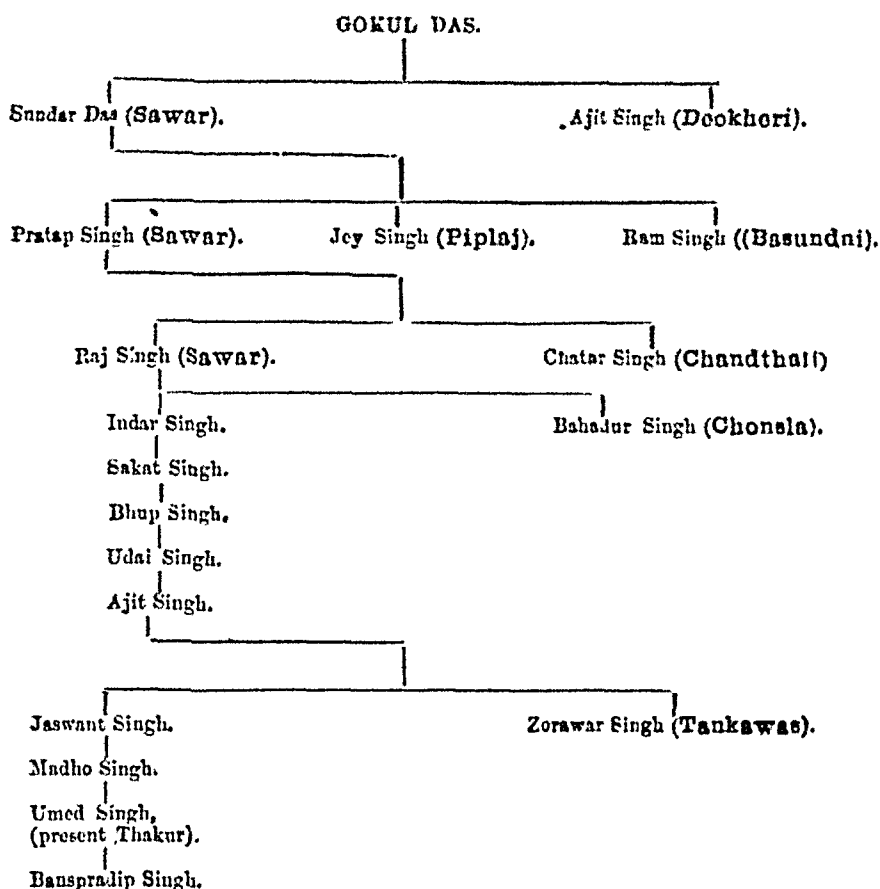 GOKUL DAS.
Sundar Das (Sawar). Ajit Singh (Deokheri).
Pratap Singh (Sawar). Jey Singh (Piplaj). Ram Singh ((Basundni).
Raj Singh (Sawar). Chatar Singh (Chandthali)
Indar Singh. Bahadur Singh (Chonsla).
Sakat Singh.
Bhup Singh.
Udai Singh.
Ajit Singh.
Jaswant Singh. Zorawar Singh (Tankawas).
Madho Singh.
Umed Singh,
(present Thakur).
Banspradip Singh.